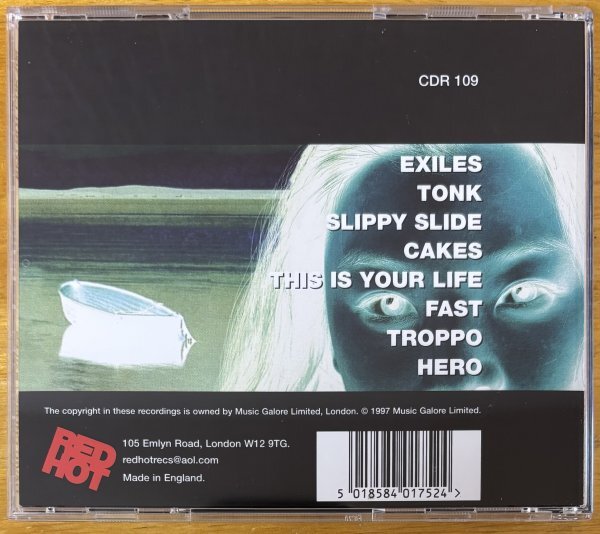 CDR 109
EXILES
TONK
SLIPPY SLIDE
CAKES
THIS IS YOUR LIFE
FAST
TROPPO
HERO
The copyright in these recordings is owned by Music Galore Limited, London. © 1997 Music Galore Limited.
RED
HOT
105 Emlyn Road, London W12 9TG.
redhotrecs@aol.com
Made in England.
5 018584 017524 >